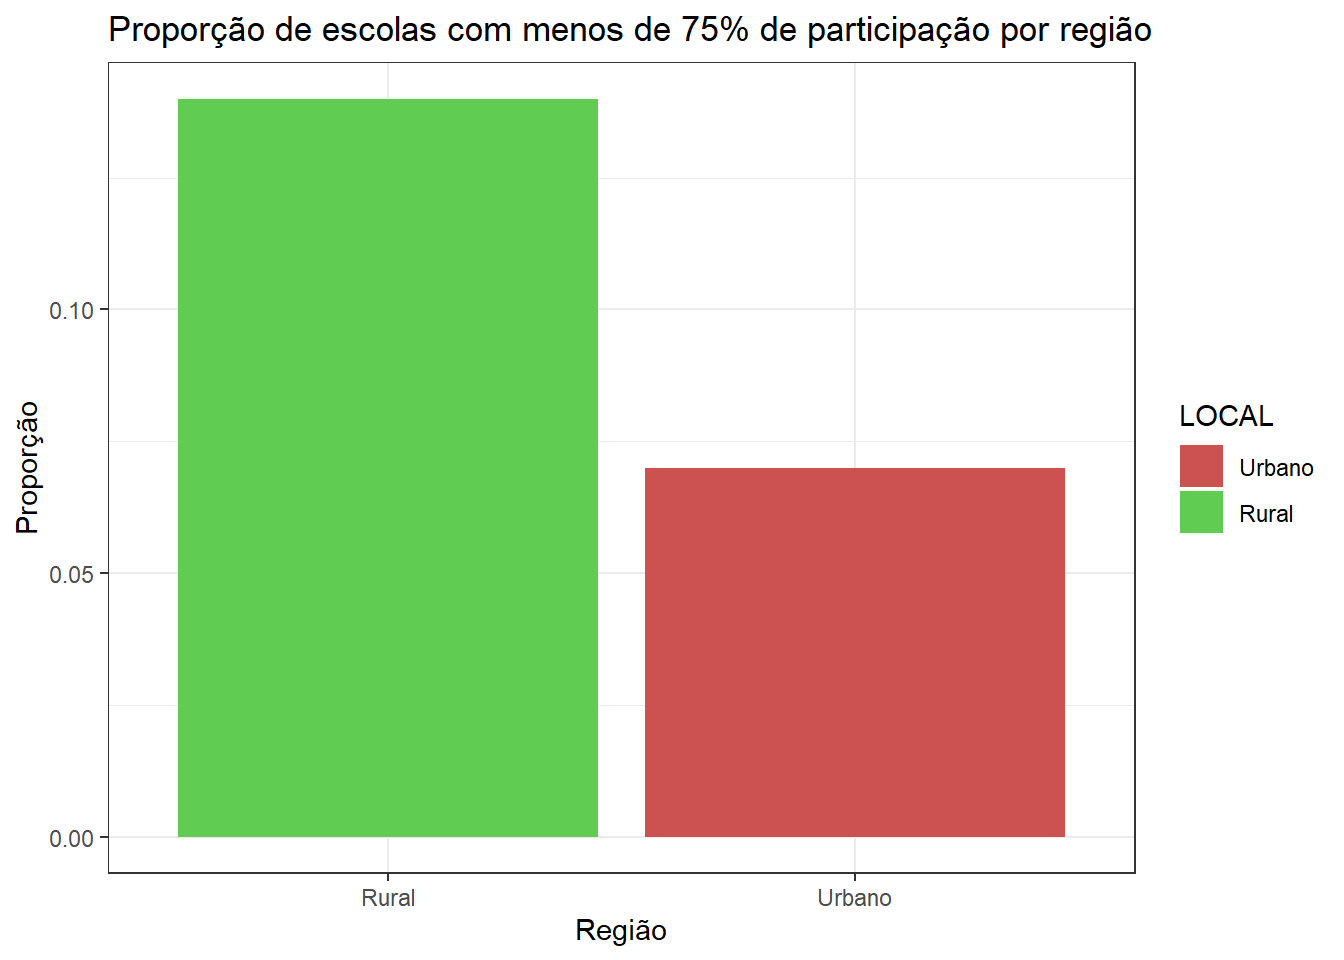 Proporção de escolas com menos de 75% de participação por região
Proporção
0.10
0.05
0.00
Rural
Urbano
Região
LOCAL
Urbano
Rural